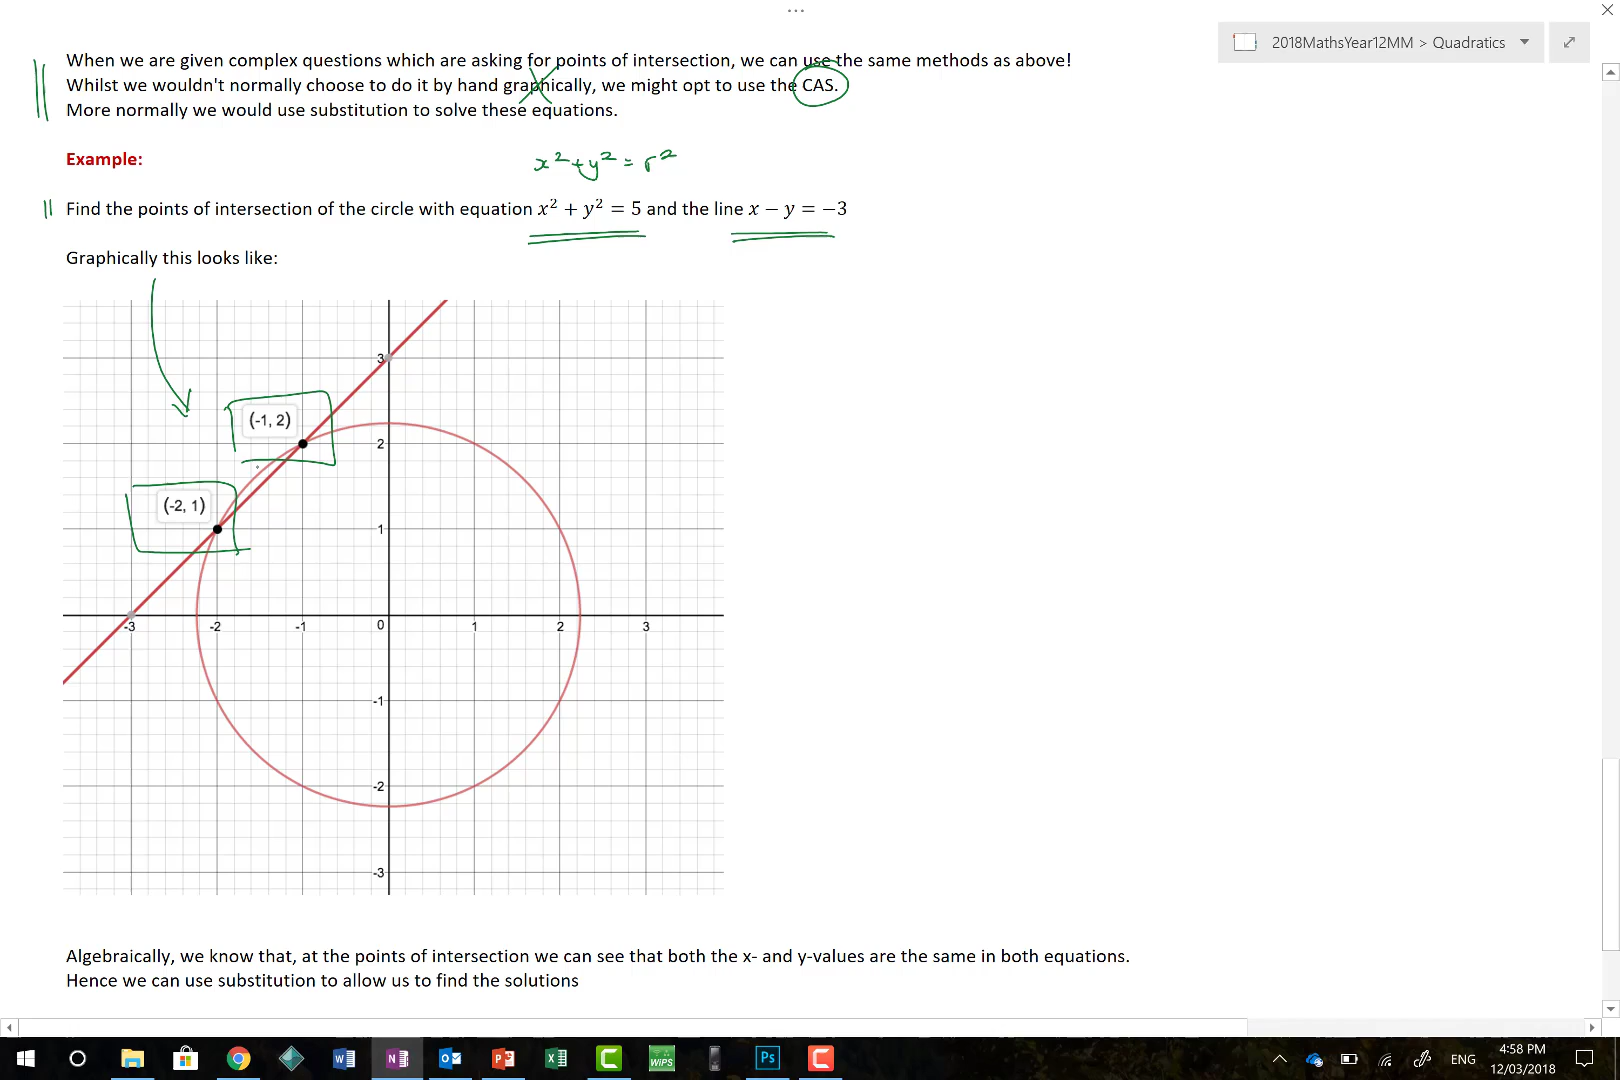 ...
2018MathsYear12MM > Quadratics
When we are given complex questions which are asking for points of intersection, we can use the same methods as above!
Whilst we wouldn't normally choose to do it by hand graphically, we might opt to use the CAS.
More normally we would use substitution to solve these equations.
Example:
x² + y² = r²
Find the points of intersection of the circle with equation x² + y² = 5 and the line x − y = −3
Graphically this looks like:
3
(-1, 2)
2
(-2, 1)
1
-3 -2 -1 0 1 2 3
-1
-2
-3
Algebraically, we know that, at the points of intersection we can see that both the x- and y-values are the same in both equations.
Hence we can use substitution to allow us to find the solutions
WiPS
Ps
ENG
4:58 PM
12/03/2018